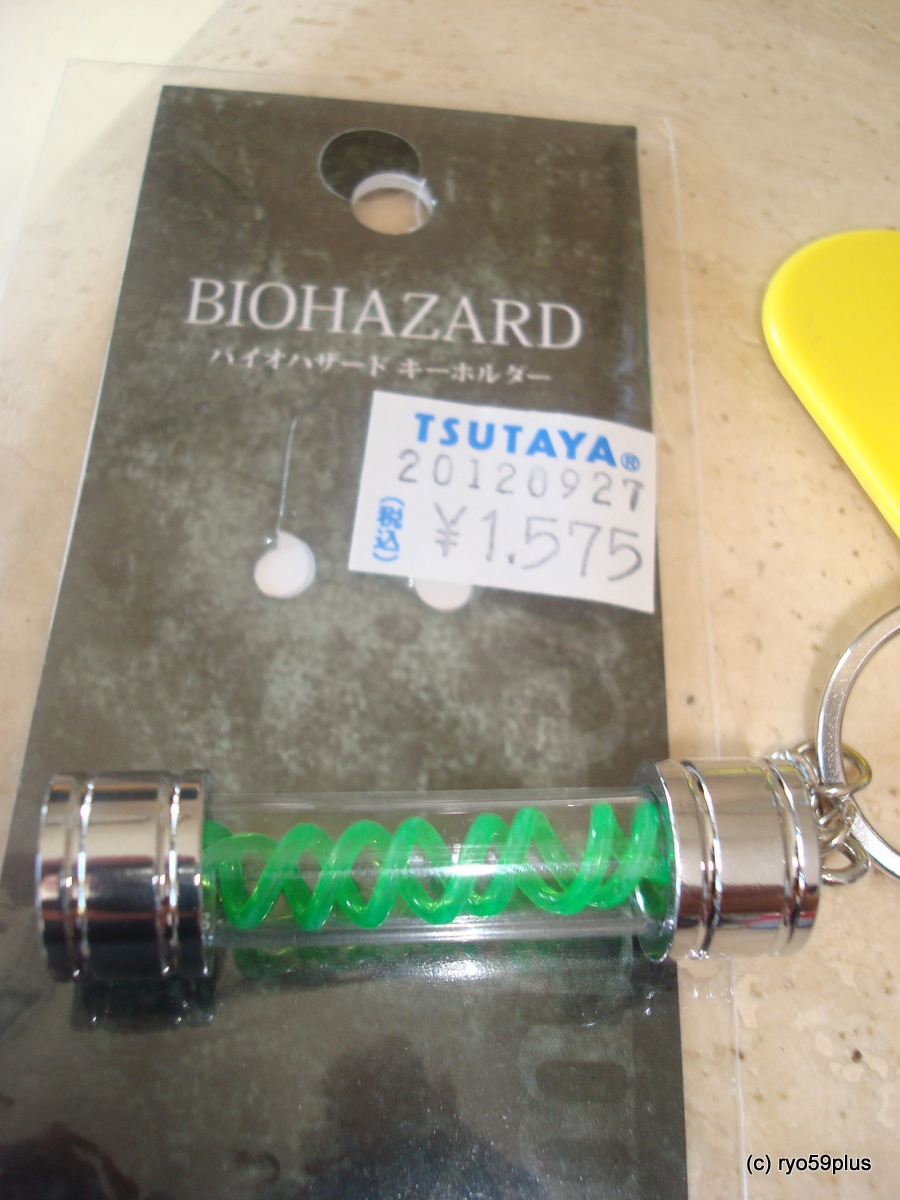 BIOHAZARD
バイオハザード キーホルダー
TSUTAYA®
20120927
(税込) ¥1.575
(c) ryo59plus